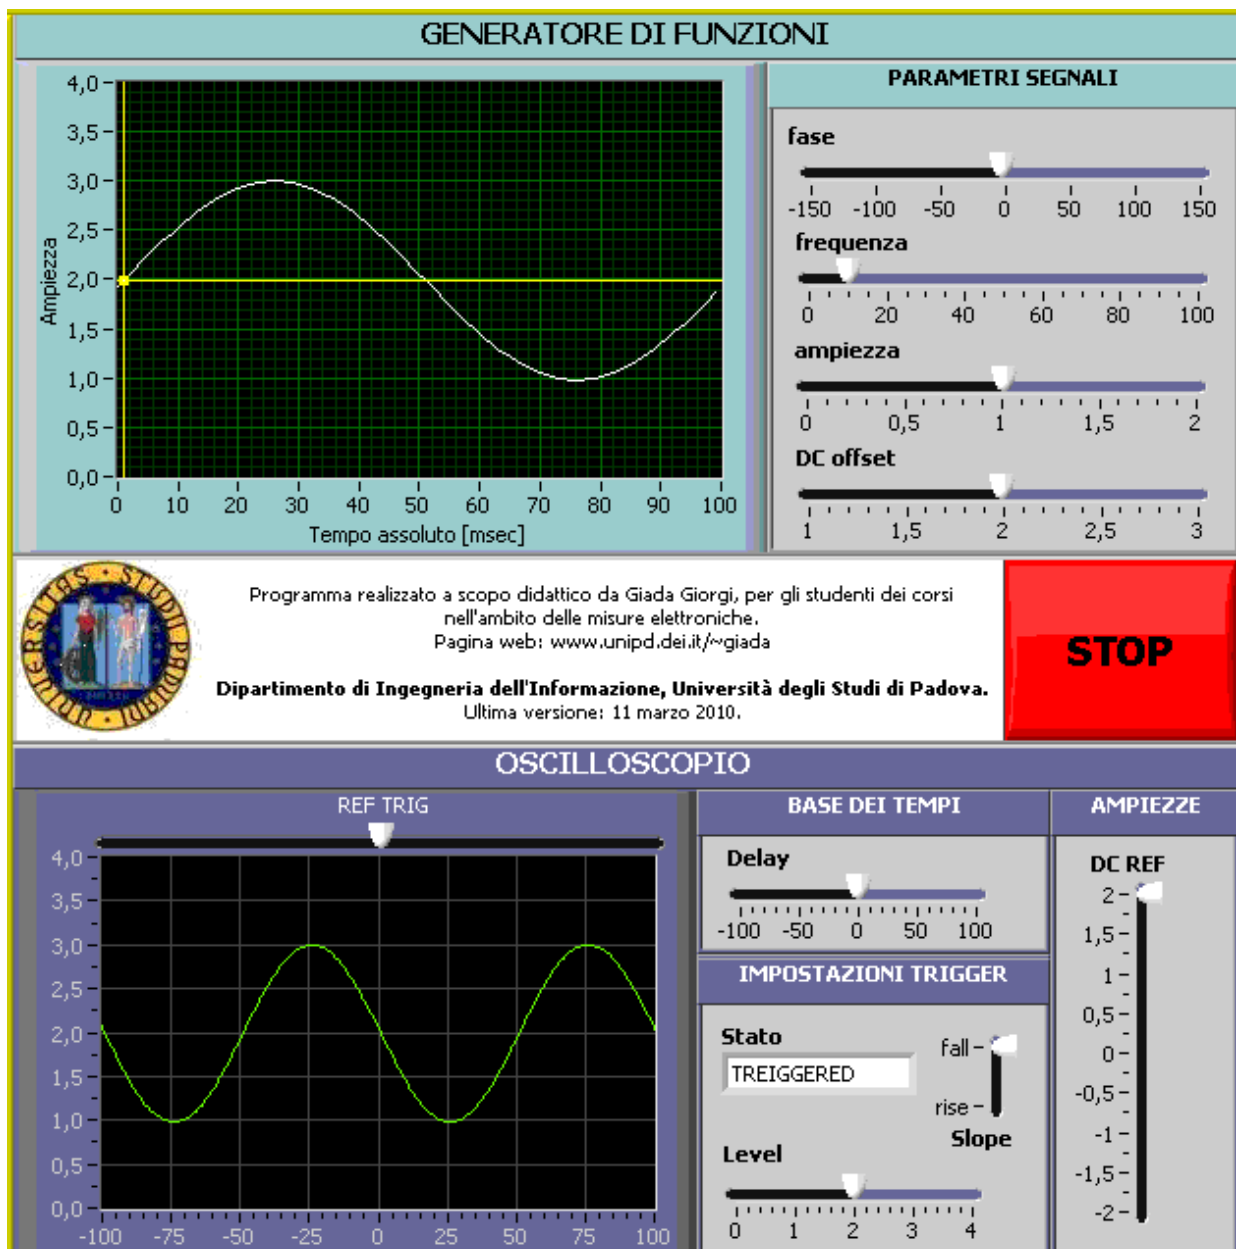 GENERATORE DI FUNZIONI
4,0
3,5
3,0
2,5
2,0
1,5
1,0
0,5
0,0
Ampiezza
0 10 20 30 40 50 60 70 80 90 100
Tempo assoluto [msec]
PARAMETRI SEGNALI
fase
-150 -100 -50 0 50 100 150
frequenza
0 20 40 60 80 100
ampiezza
0 0,5 1 1,5 2
DC offset
1 1,5 2 2,5 3
UNIVERSITAS STUDII PADUANI
Programma realizzato a scopo didattico da Giada Giorgi, per gli studenti dei corsi
nell'ambito delle misure elettroniche.
Pagina web: www.unipd.dei.it/~giada
Dipartimento di Ingegneria dell'Informazione, Università degli Studi di Padova.
Ultima versione: 11 marzo 2010.
STOP
OSCILLOSCOPIO
REF TRIG
4,0
3,5
3,0
2,5
2,0
1,5
1,0
0,5
0,0
-100 -75 -50 -25 0 25 50 75 100
BASE DEI TEMPI
Delay
-100 -50 0 50 100
IMPOSTAZIONI TRIGGER
Stato
TREIGGERED
fall
rise
Slope
Level
0 1 2 3 4
AMPIEZZE
DC REF
2
1,5
1
0,5
0
-0,5
-1
-1,5
-2